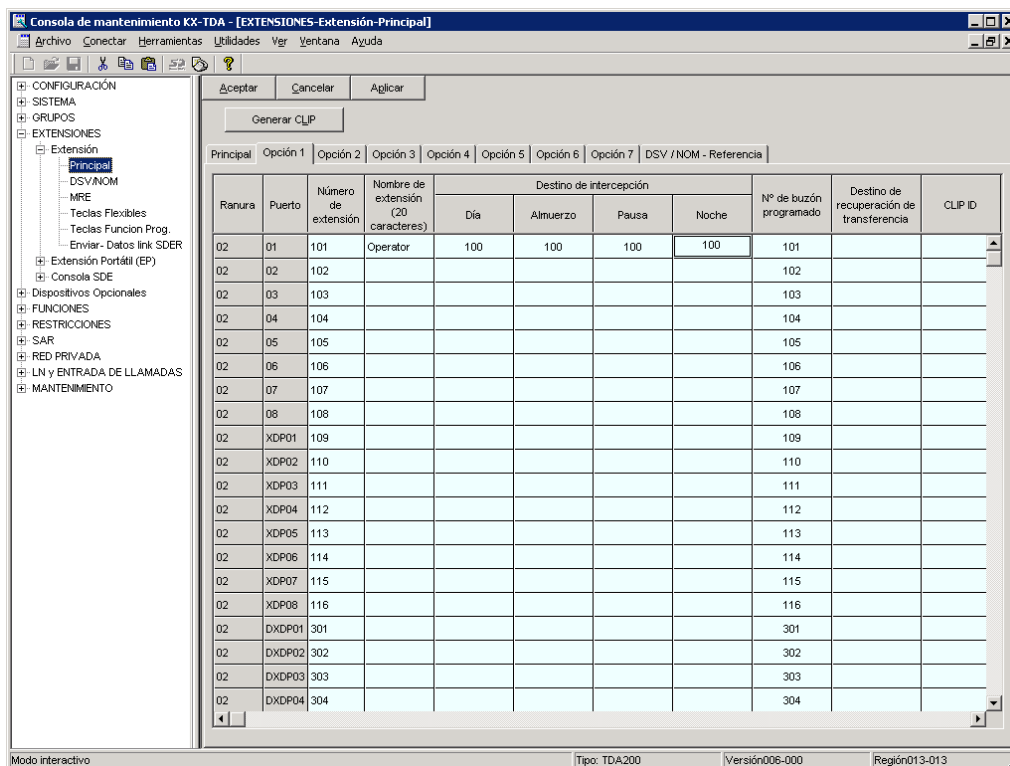 Consola de mantenimiento KX-TDA - [EXTENSIONES-Extensión-Principal]
Archivo Conectar Herramientas Utilidades Ver Ventana Ayuda
Aceptar Cancelar Aplicar
Generar CLIP
CONFIGURACIÓN
SISTEMA
GRUPOS
EXTENSIONES
Extensión
Principal
DSV/NOM
MRE
Teclas Flexibles
Teclas Funcion Prog.
Enviar- Datos link SDER
Extensión Portátil (EP)
Consola SDE
Dispositivos Opcionales
FUNCIONES
RESTRICCIONES
SAR
RED PRIVADA
LN y ENTRADA DE LLAMADAS
MANTENIMIENTO
Principal Opción 1 Opción 2 Opción 3 Opción 4 Opción 5 Opción 6 Opción 7 DSV / NOM - Referencia
Ranura
Puerto
Número
de
extensión
Nombre de
extensión
(20
caracteres)
Destino de intercepción
Día Almuerzo Pausa Noche
Nº de buzón
programado
Destino de
recuperación de
transferencia
CLIP ID
02 01 101 Operator 100 100 100 100 101
02 02 102 102
02 03 103 103
02 04 104 104
02 05 105 105
02 06 106 106
02 07 107 107
02 08 108 108
02 XDP01 109 109
02 XDP02 110 110
02 XDP03 111 111
02 XDP04 112 112
02 XDP05 113 113
02 XDP06 114 114
02 XDP07 115 115
02 XDP08 116 116
02 DXDP01 301 301
02 DXDP02 302 302
02 DXDP03 303 303
02 DXDP04 304 304
Modo interactivo Tipo: TDA200 Versión006-000 Región013-013